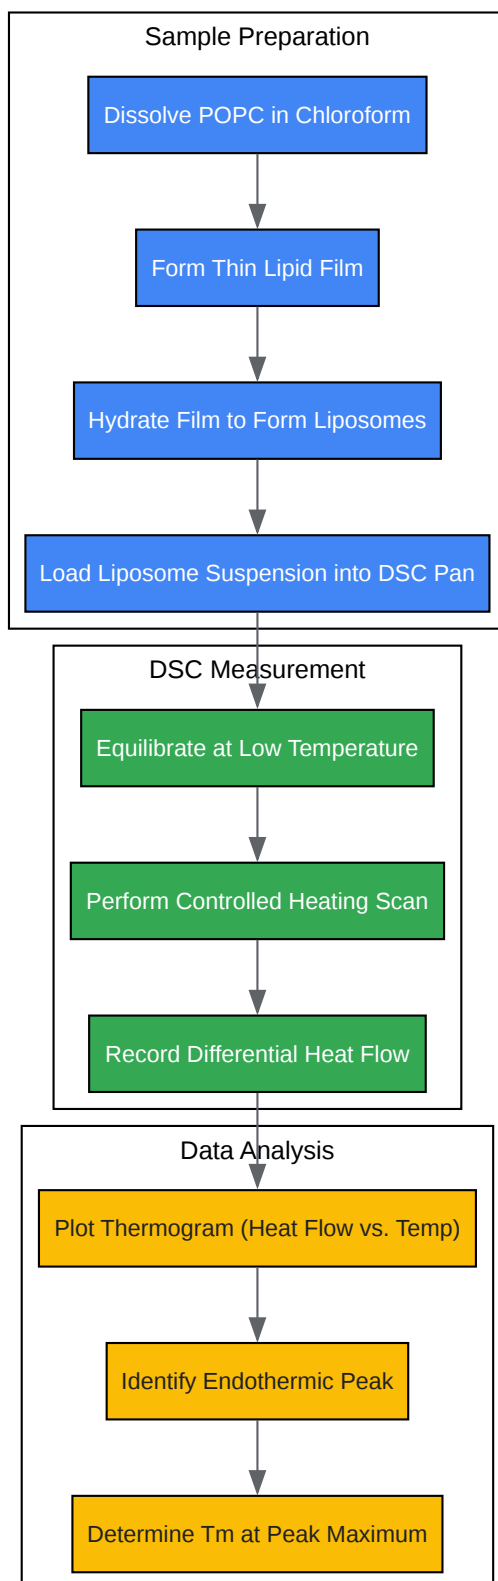 Sample Preparation
Dissolve POPC in Chloroform
Form Thin Lipid Film
Hydrate Film to Form Liposomes
Load Liposome Suspension into DSC Pan
DSC Measurement
Equilibrate at Low Temperature
Perform Controlled Heating Scan
Record Differential Heat Flow
Data Analysis
Plot Thermogram (Heat Flow vs. Temp)
Identify Endothermic Peak
Determine Tm at Peak Maximum